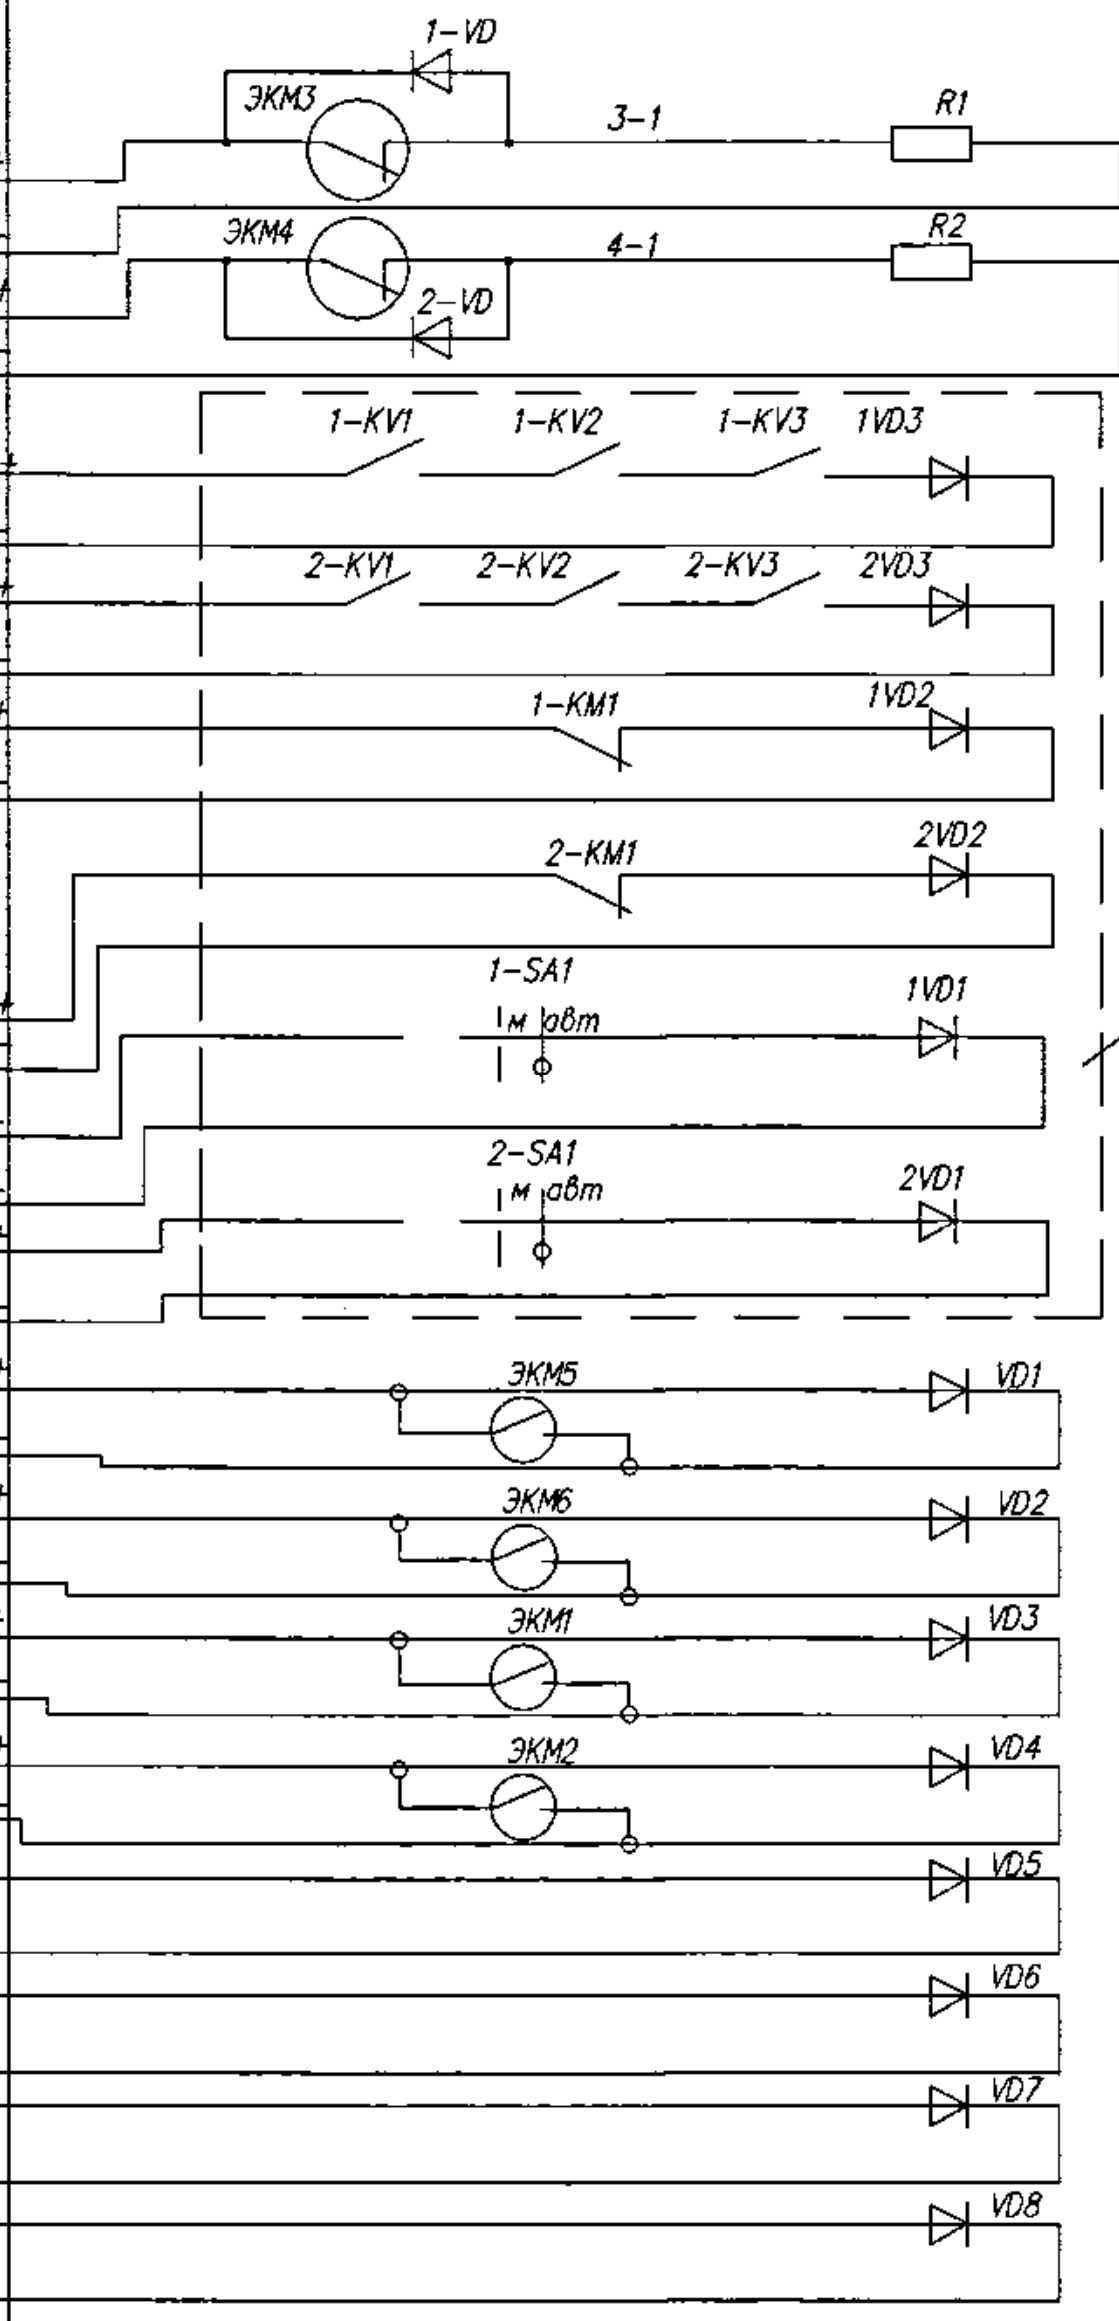 1-VD
ЭКМ3
3-1
R1
ЭКМ4
4-1
R2
2-VD
1-KV1 1-KV2 1-KV3 1VD3
2-KV1 2-KV2 2-KV3 2VD3
1-KM1 1VD2
2-KM1 2VD2
1-SA1
м авт
1VD1
2-SA1
м авт
2VD1
ЭКМ5 VD1
ЭКМ6 VD2
ЭКМ1 VD3
ЭКМ2 VD4
VD5
VD6
VD7
VD8